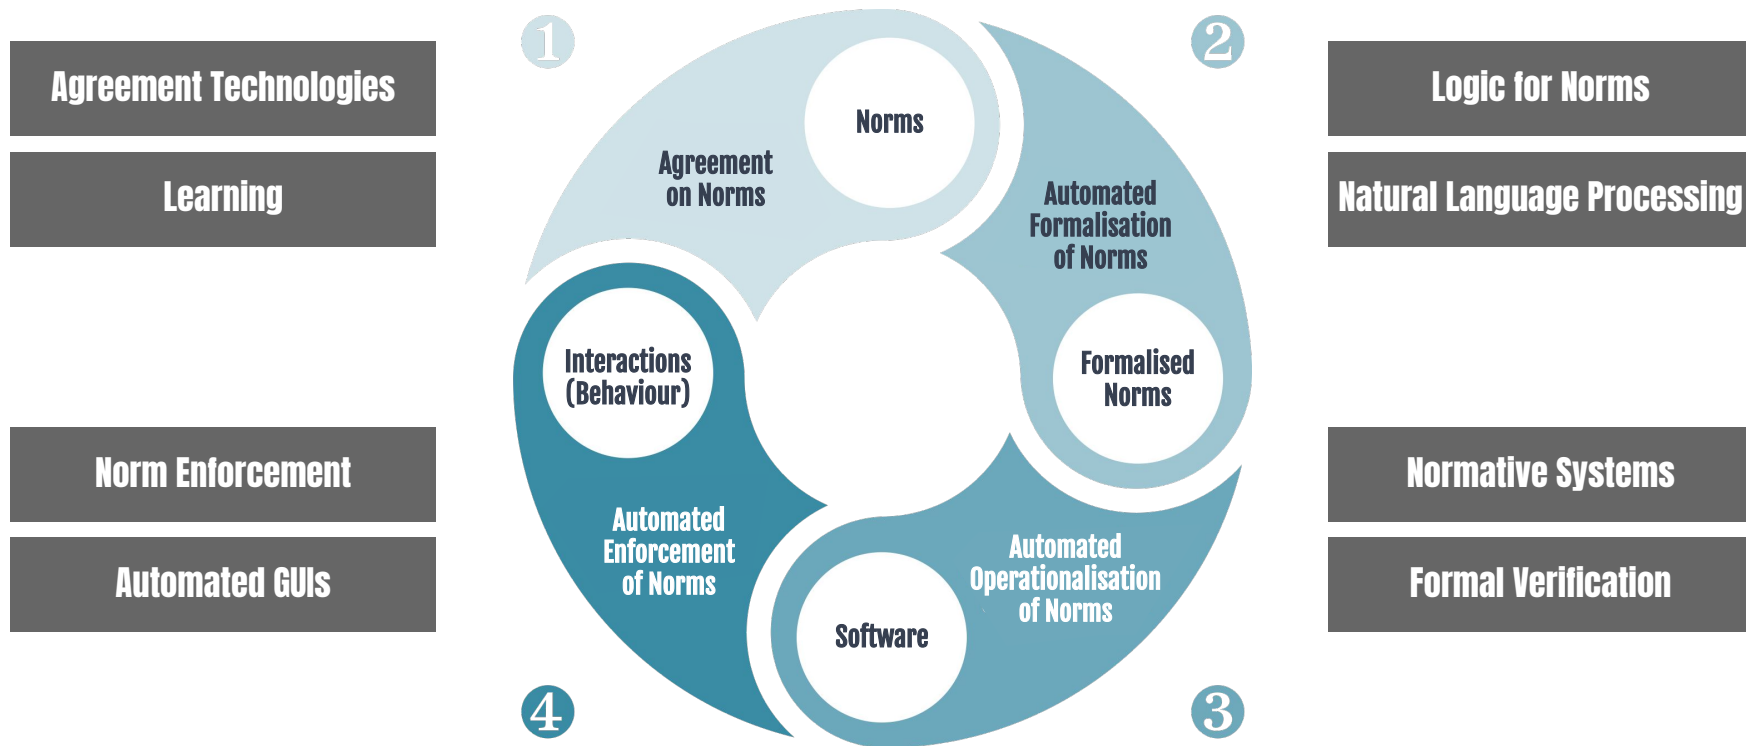 1
2
Agreement Technologies
Learning
Logic for Norms
Natural Language Processing
Norms
Agreement
on Norms
Automated
Formalisation
of Norms
Interactions
(Behaviour)
Formalised
Norms
Norm Enforcement
Automated GUIs
Normative Systems
Formal Verification
Automated
Enforcement
of Norms
Automated
Operationalisation
of Norms
Software
4
3